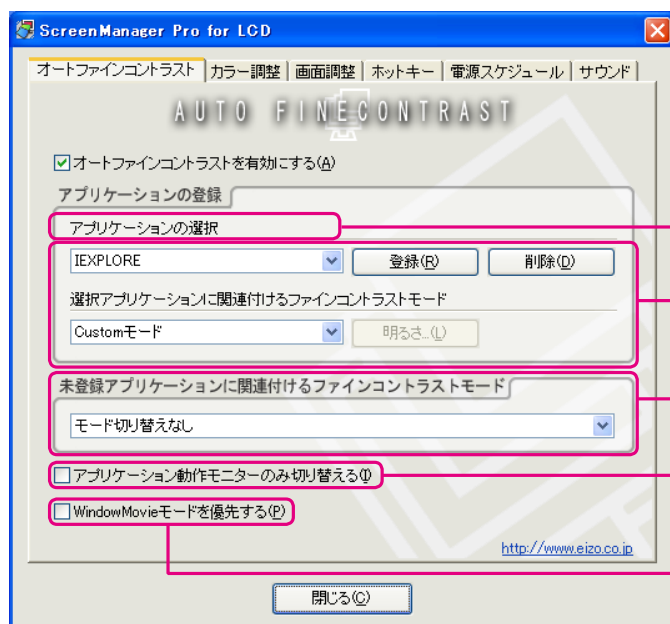 ScreenManager Pro for LCD
オートファインコントラスト カラー調整 画面調整 ホットキー 電源スケジュール サウンド
AUTO FINECONTRAST
オートファインコントラストを有効にする(A)
アプリケーションの登録
アプリケーションの選択
IEXPLORE 登録(R) 削除(D)
選択アプリケーションに関連付けるファインコントラストモード
Customモード 明るさ...(L)
未登録アプリケーションに関連付けるファインコントラストモード
モード切り替えなし
アプリケーション動作モニターのみ切り替える(I)
WindowMovieモードを優先する(P)
http://www.eizo.co.jp
閉じる(C)